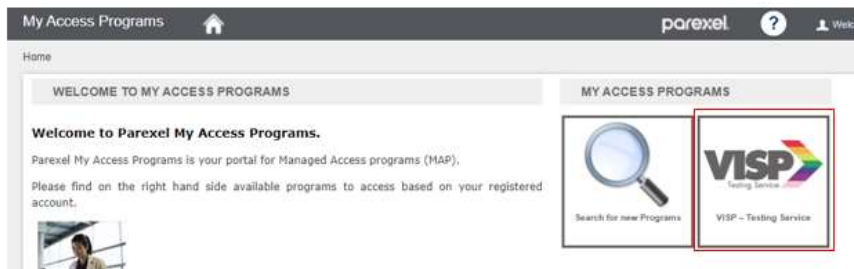 My Access Programs
parexel
?
Home
WELCOME TO MY ACCESS PROGRAMS
MY ACCESS PROGRAMS
Welcome to Parexel My Access Programs.
Parexel My Access Programs is your portal for Managed Access programs (MAP).
Please find on the right hand side available programs to access based on your registered
account.
Search for new Programs
VISP
Testing Service
VISP – Testing Service